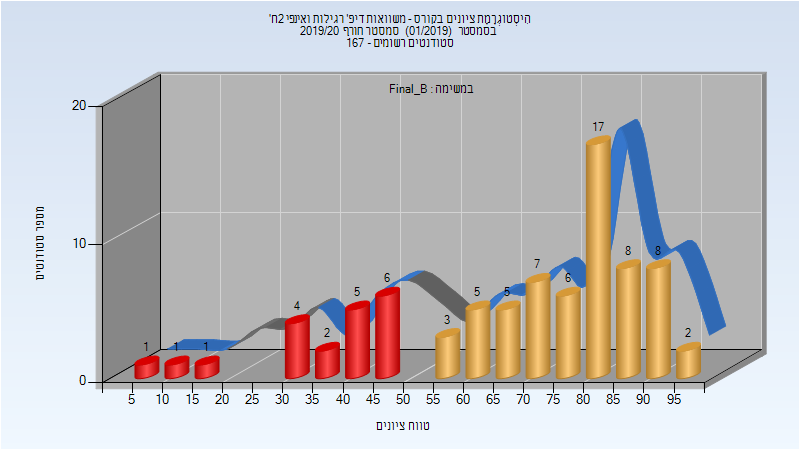 הִיסְטוֹגְרָמַת ציונים בקורס - משוואות דיפ' רגילות ואינפי 2ח'
בסמסטר (01/2019) סמסטר חורף 2019/20
סטודנטים רשומים - 167
במשימה : Final_B
מספר סטודנטים
20
10
0
1 1 1 4 2 5 6 3 5 5 7 6 17 8 8 2
5 10 15 20 25 30 35 40 45 50 55 60 65 70 75 80 85 90 95
טווח ציונים